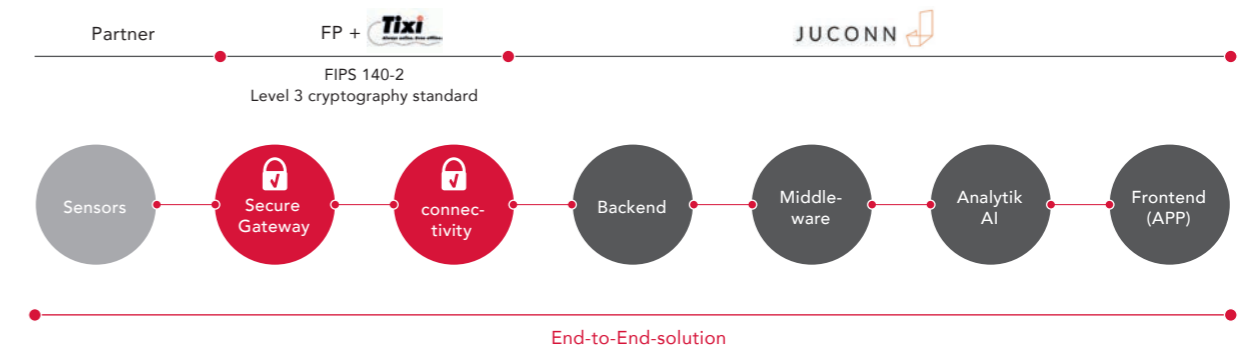 Partner
FP + Tixi
JUCONN
FIPS 140-2
Level 3 cryptography standard
Sensors
Secure
Gateway
connec-
tivity
Backend
Middle-
ware
Analytik
AI
Frontend
(APP)
End-to-End-solution